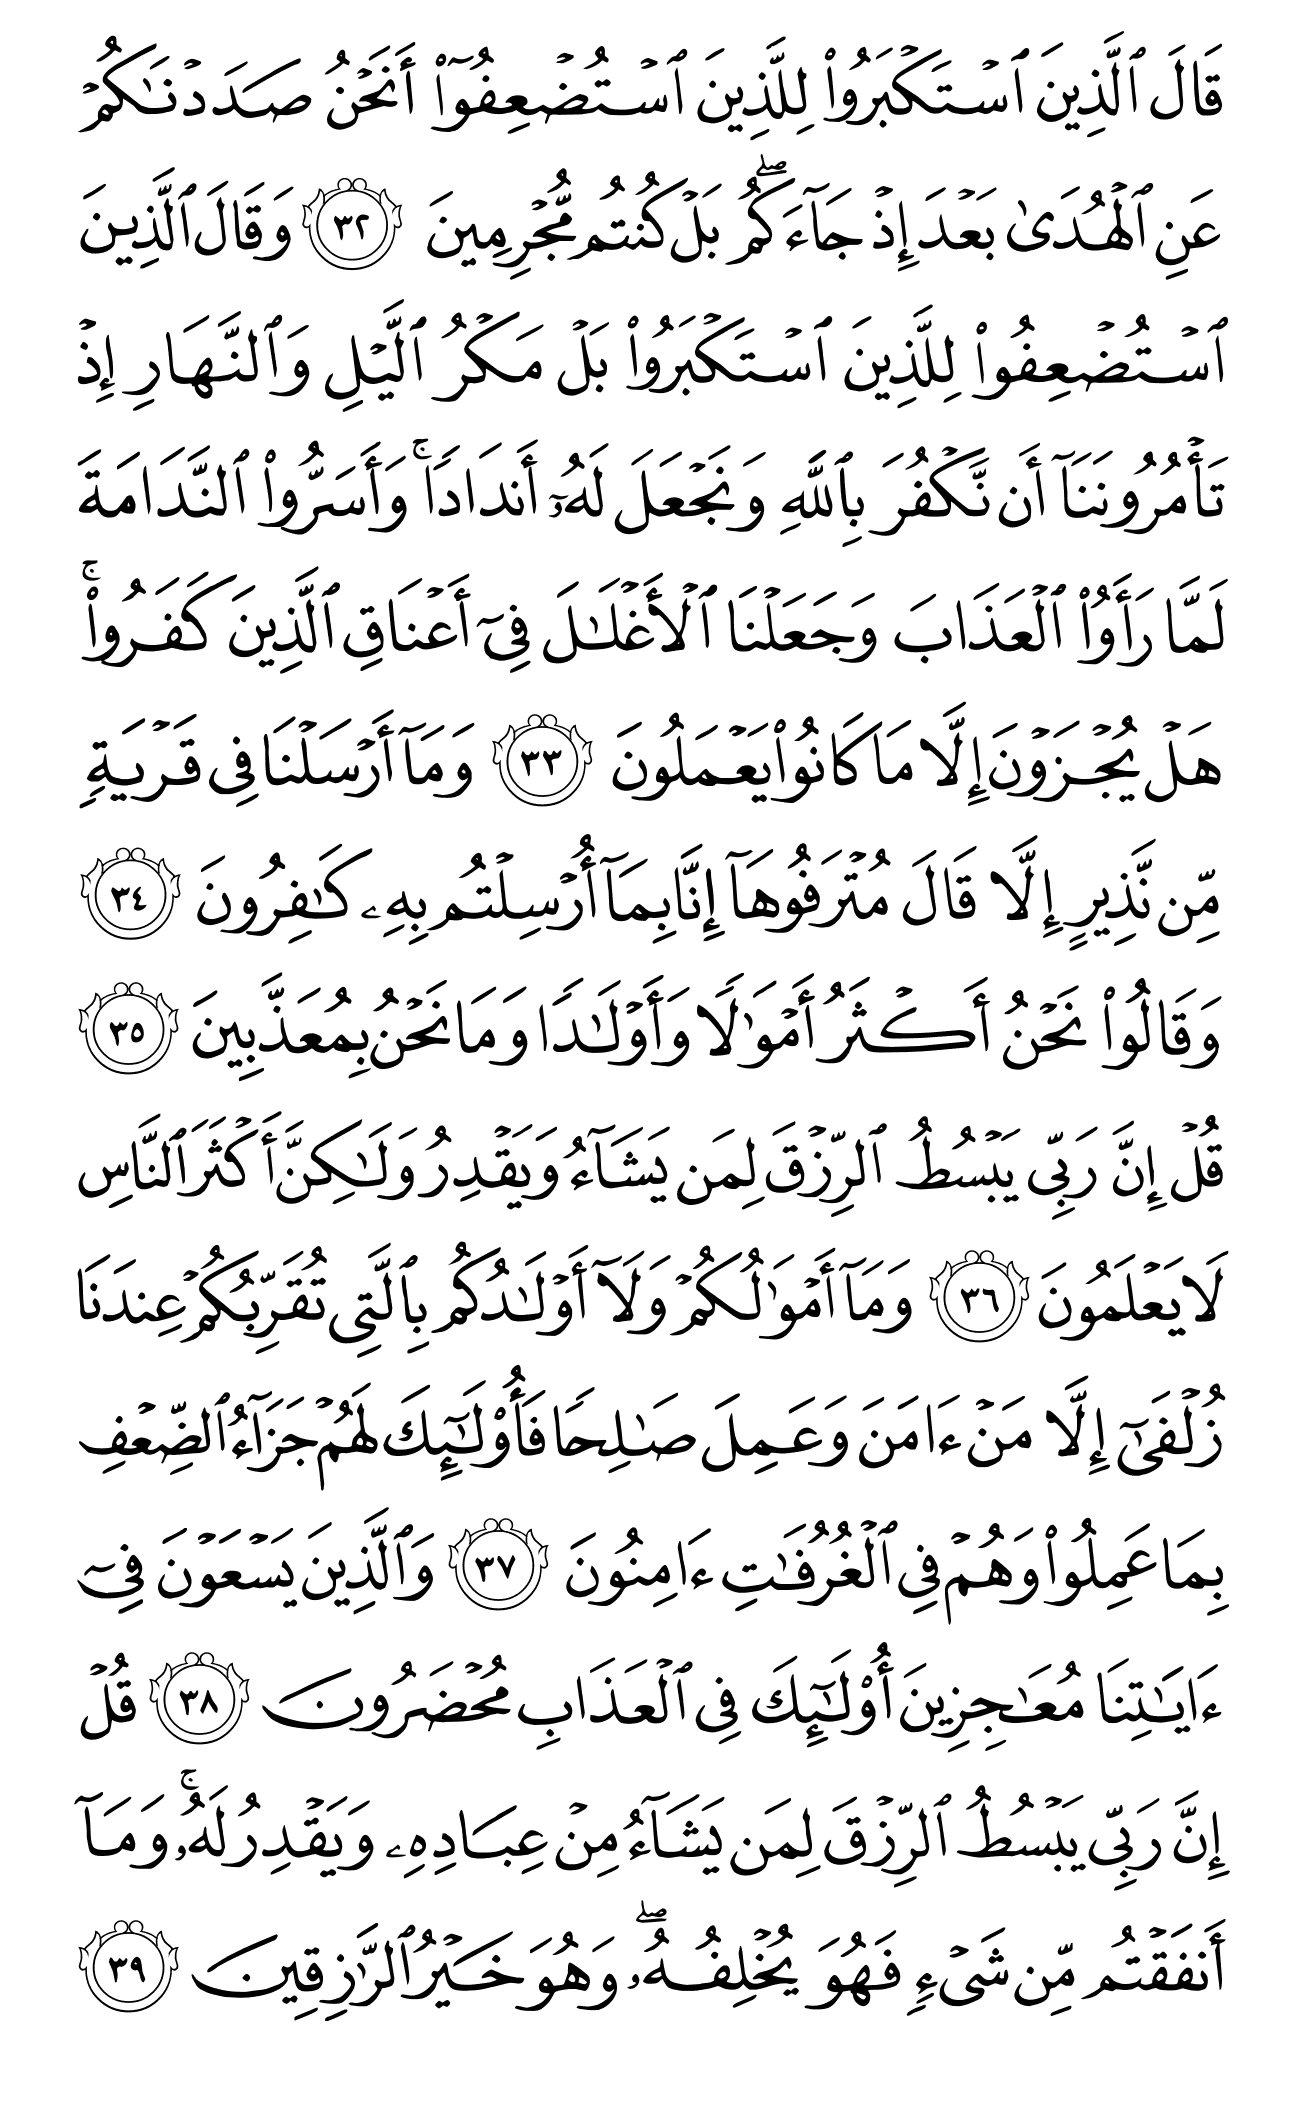 قَالَ ٱلَّذِينَ ٱسۡتَكۡبَرُواْ لِلَّذِينَ ٱسۡتُضۡعِفُوٓاْ أَنَحۡنُ صَدَدۡنَٰكُمۡ
عَنِ ٱلۡهُدَىٰ بَعۡدَ إِذۡ جَآءَكُمۖ بَلۡ كُنتُم مُّجۡرِمِينَ ٣٢ وَقَالَ ٱلَّذِينَ
ٱسۡتُضۡعِفُواْ لِلَّذِينَ ٱسۡتَكۡبَرُواْ بَلۡ مَكۡرُ ٱلَّيۡلِ وَٱلنَّهَارِ إِذۡ
تَأۡمُرُونَنَآ أَن نَّكۡفُرَ بِٱللَّهِ وَنَجۡعَلَ لَهُۥٓ أَندَادٗاۚ وَأَسَرُّواْ ٱلنَّدَامَةَ
لَمَّا رَأَوُاْ ٱلۡعَذَابَ وَجَعَلۡنَا ٱلۡأَغۡلَٰلَ فِيٓ أَعۡنَاقِ ٱلَّذِينَ كَفَرُواْۚ
هَلۡ يُجۡزَوۡنَ إِلَّا مَا كَانُواْ يَعۡمَلُونَ ٣٣ وَمَآ أَرۡسَلۡنَا فِي قَرۡيَةٖ
مِّن نَّذِيرٍ إِلَّا قَالَ مُتۡرَفُوهَآ إِنَّا بِمَآ أُرۡسِلۡتُم بِهِۦ كَٰفِرُونَ ٣٤
وَقَالُواْ نَحۡنُ أَكۡثَرُ أَمۡوَٰلٗا وَأَوۡلَٰدٗا وَمَا نَحۡنُ بِمُعَذَّبِينَ ٣٥
قُلۡ إِنَّ رَبِّي يَبۡسُطُ ٱلرِّزۡقَ لِمَن يَشَآءُ وَيَقۡدِرُ وَلَٰكِنَّ أَكۡثَرَ ٱلنَّاسِ
لَا يَعۡلَمُونَ ٣٦ وَمَآ أَمۡوَٰلُكُمۡ وَلَآ أَوۡلَٰدُكُم بِٱلَّتِي تُقَرِّبُكُمۡ عِندَنَا
زُلۡفَىٰٓ إِلَّا مَنۡ ءَامَنَ وَعَمِلَ صَٰلِحٗا فَأُوْلَٰٓئِكَ لَهُمۡ جَزَآءُ ٱلضِّعۡفِ
بِمَا عَمِلُواْ وَهُمۡ فِي ٱلۡغُرُفَٰتِ ءَامِنُونَ ٣٧ وَٱلَّذِينَ يَسۡعَوۡنَ فِيٓ
ءَايَٰتِنَا مُعَٰجِزِينَ أُوْلَٰٓئِكَ فِي ٱلۡعَذَابِ مُحۡضَرُونَ ٣٨ قُلۡ
إِنَّ رَبِّي يَبۡسُطُ ٱلرِّزۡقَ لِمَن يَشَآءُ مِنۡ عِبَادِهِۦ وَيَقۡدِرُ لَهُۥۚ وَمَآ
أَنفَقۡتُم مِّن شَيۡءٖ فَهُوَ يُخۡلِفُهُۥۖ وَهُوَ خَيۡرُ ٱلرَّٰزِقِينَ ٣٩